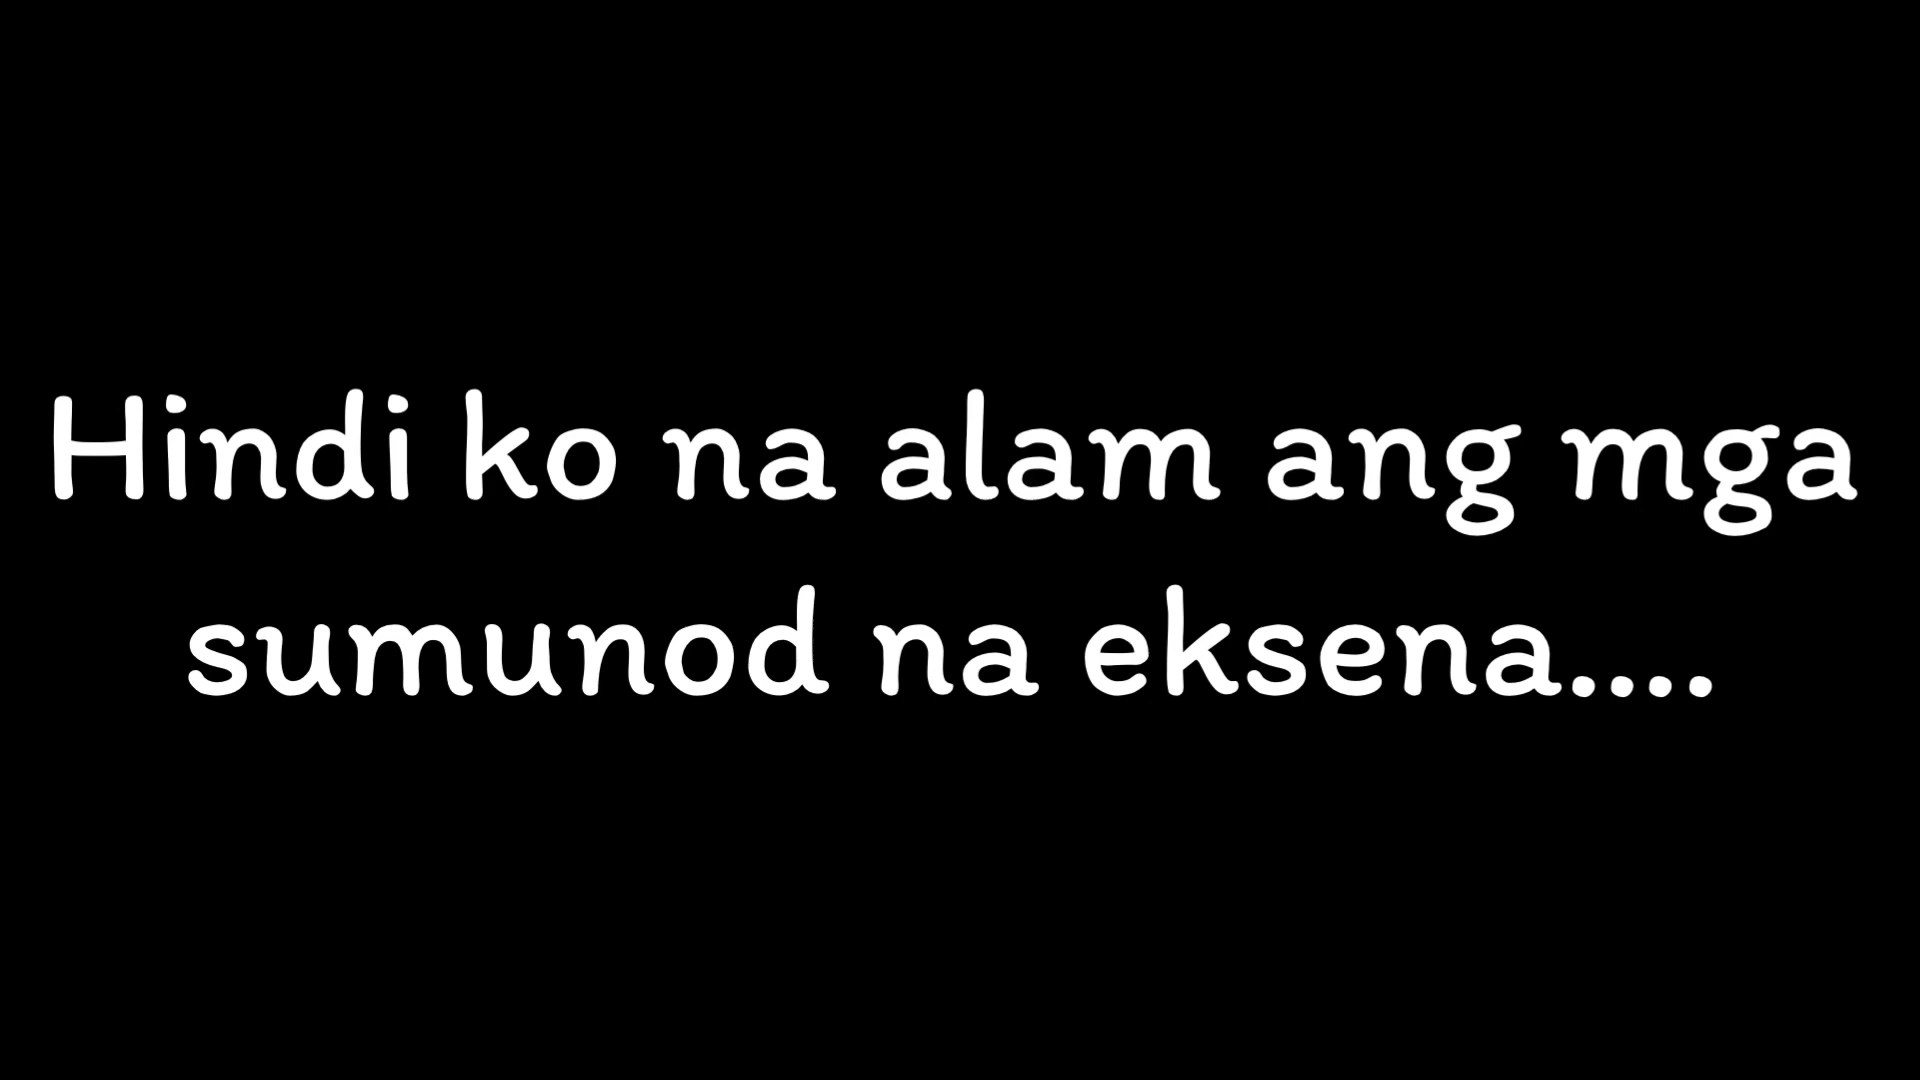 Hindi ko na alam ang mga
sumunod na eksena....